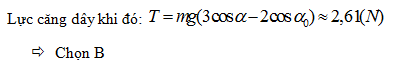 Lực căng dây khi đó: T = mg(3cosα − 2cosα₀) ≈ 2,61(N)
⇨ Chọn B